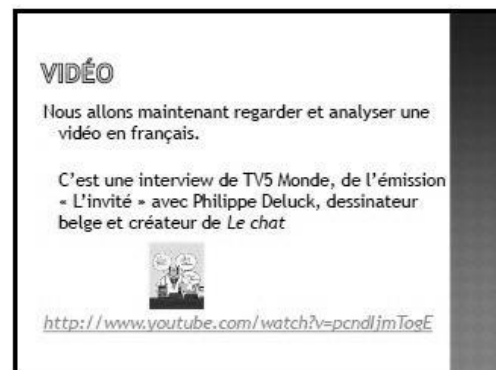 VIDÉO
Nous allons maintenant regarder et analyser une
vidéo en français.
C'est une interview de TV5 Monde, de l'émission
« L'invité » avec Philippe Deluck, dessinateur
belge et créateur de Le chat
http://www.youtube.com/watch?v=pcndIjmTogE